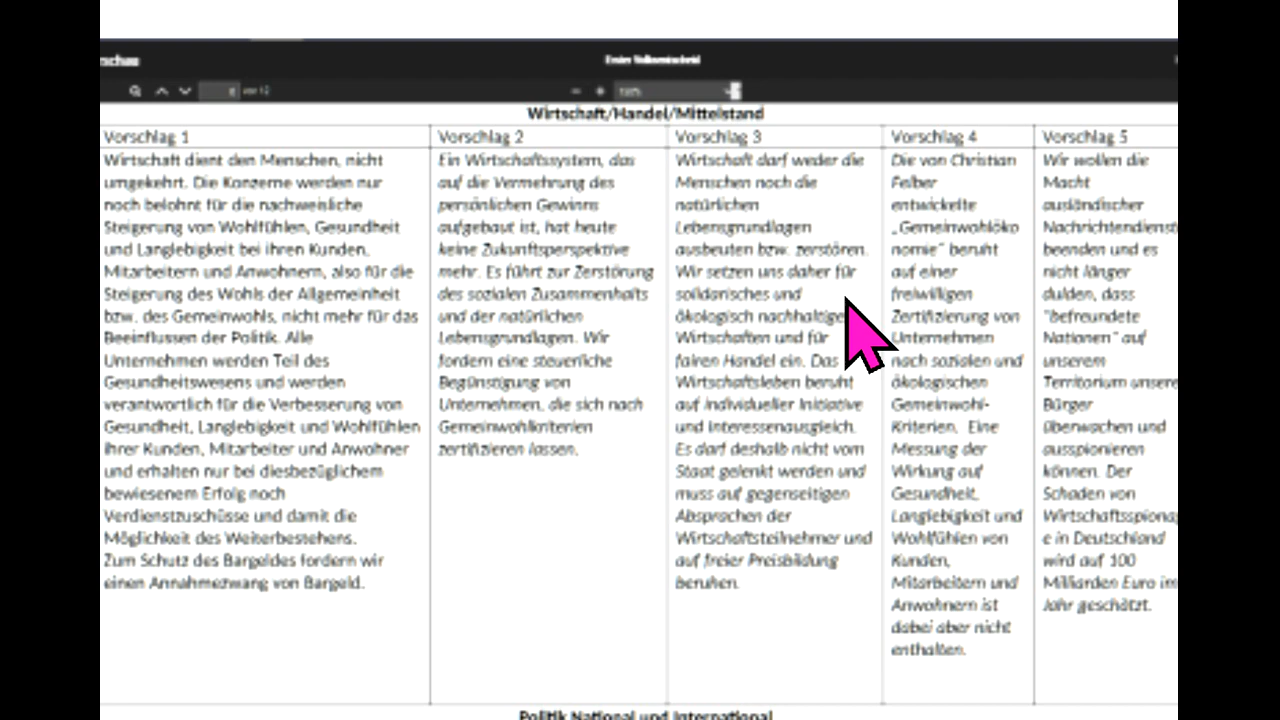 schau
Erster Volksentscheid
von 12
Wirtschaft/Handel/Mittelstand
Vorschlag 1
Wirtschaft dient den Menschen, nicht
umgekehrt. Die Konzerne werden nur
noch belohnt für die nachweisliche
Steigerung von Wohlfühlen, Gesundheit
und Langlebigkeit bei ihren Kunden,
Mitarbeitern und Anwohnern, also für die
Steigerung des Wohls der Allgemeinheit
bzw. des Gemeinwohls, nicht mehr für das
Beeinflussen der Politik. Alle
Unternehmen werden Teil des
Gesundheitswesens und werden
verantwortlich für die Verbesserung von
Gesundheit, Langlebigkeit und Wohlfühlen
ihrer Kunden, Mitarbeiter und Anwohner
und erhalten nur bei diesbezüglichem
bewiesenem Erfolg noch
Verdienstzuschüsse und damit die
Möglichkeit des Weiterbestehens.
Zum Schutz des Bargeldes fordern wir
einen Annahmezwang von Bargeld.
Vorschlag 2
Ein Wirtschaftssystem, das
auf die Vermehrung des
persönlichen Gewinns
aufgebaut ist, hat heute
keine Zukunftsperspektive
mehr. Es führt zur Zerstörung
des sozialen Zusammenhalts
und der natürlichen
Lebensgrundlagen. Wir
fordern eine steuerliche
Begünstigung von
Unternehmen, die sich nach
Gemeinwohlkriterien
zertifizieren lassen.
Vorschlag 3
Wirtschaft darf weder die
Menschen noch die
natürlichen
Lebensgrundlagen
ausbeuten bzw. zerstören.
Wir setzen uns daher für
solidarisches und
ökologisch nachhaltige
Wirtschaften und für
fairen Handel ein. Das
Wirtschaftsleben beruht
auf individueller Initiative
und Interessenausgleich.
Es darf deshalb nicht vom
Staat gelenkt werden und
muss auf gegenseitigen
Absprachen der
Wirtschaftsteilnehmer und
auf freier Preisbildung
beruhen.
Vorschlag 4
Die von Christian
Felber
entwickelte
„Gemeinwohlöko
nomie“ beruht
auf einer
freiwilligen
Zertifizierung von
Unternehmen
nach sozialen und
ökologischen
Gemeinwohl-
Kriterien. Eine
Messung der
Wirkung auf
Gesundheit,
Langlebigkeit und
Wohlfühlen von
Kunden,
Mitarbeitern und
Anwohnern ist
dabei aber nicht
enthalten.
Vorschlag 5
Wir wollen die
Macht
ausländischer
Nachrichtendienst
beenden und es
nicht länger
dulden, dass
"befreundete
Nationen" auf
unserem
Territorium unsere
Bürger
überwachen und
ausspionieren
können. Der
Schaden von
Wirtschaftsspionag
e in Deutschland
wird auf 100
Milliarden Euro im
Jahr geschätzt.
Politik National und International